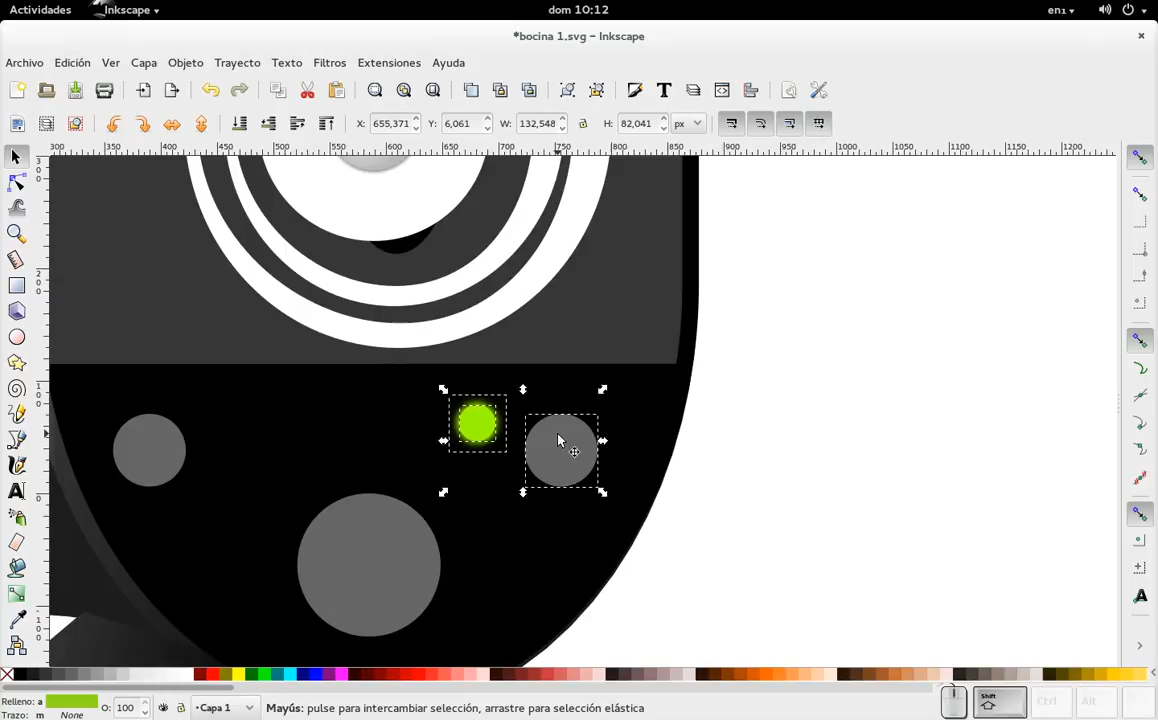 Actividades Inkscape dom 10:12 en₁
*bocina 1.svg – Inkscape
Archivo Edición Ver Capa Objeto Trayecto Texto Filtros Extensiones Ayuda
X: 655,371 Y: 6,061 W: 132,548 H: 82,041 px
300 350 400 450 500 550 600 650 700 750 800 850 900 950 1000 1050 1100 1150 1200
Relleno: a O: 100 Capa 1 Mayús: pulse para intercambiar selección, arrastre para selección elástica
Trazo: m None
Shift Ctrl Alt